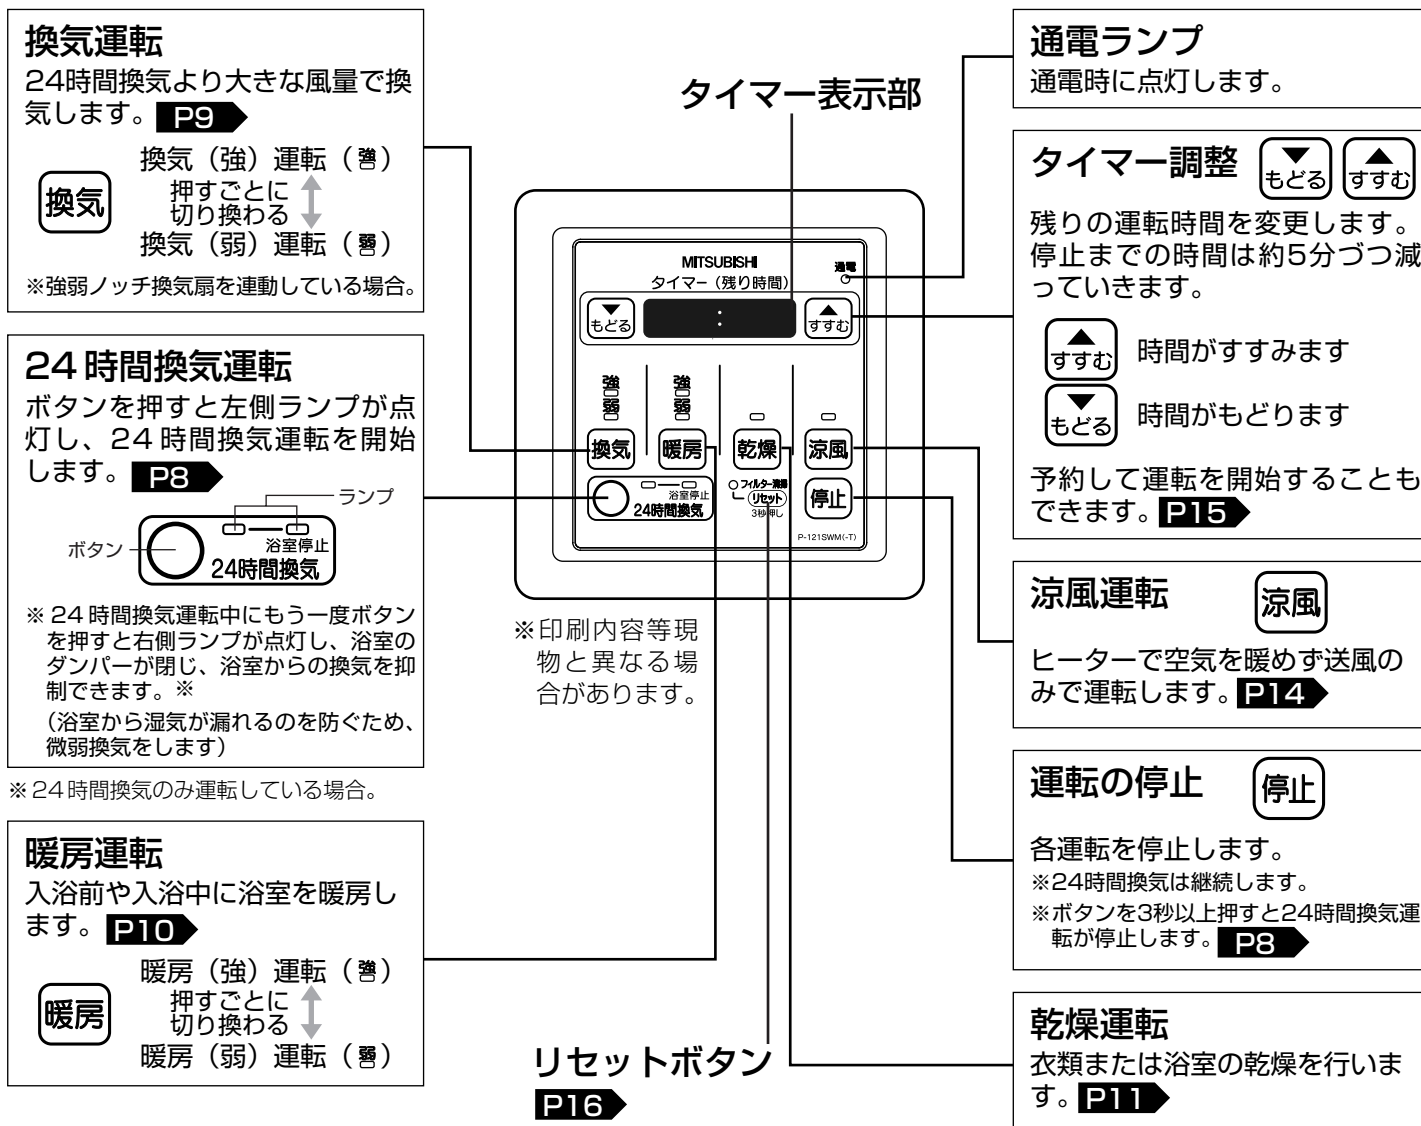 換気運転
24時間換気より大きな風量で換
気します。 P9
換気
換気（強）運転（強）
押すごとに
切り換わる
換気（弱）運転（弱）
※強弱ノッチ換気扇を連動している場合。
24時間換気運転
ボタンを押すと左側ランプが点
灯し、24時間換気運転を開始
します。 P8
ランプ
ボタン
浴室停止
24時間換気
※24時間換気運転中にもう一度ボタン
を押すと右側ランプが点灯し、浴室の
ダンパーが閉じ、浴室からの換気を抑
制できます。※
（浴室から湿気が漏れるのを防ぐため、
微弱換気をします）
※24時間換気のみ運転している場合。
暖房運転
入浴前や入浴中に浴室を暖房し
ます。 P10
暖房
暖房（強）運転（強）
押すごとに
切り換わる
暖房（弱）運転（弱）
タイマー表示部
MITSUBISHI
通電
タイマー（残り時間）
もどる
:
すすむ
強 強
弱 弱
換気 暖房 乾燥 涼風
浴室停止
24時間換気
フィルター清掃
リセット
3秒押し
停止
P-121SWM(-T)
※印刷内容等現
物と異なる場
合があります。
リセットボタン
P16
通電ランプ
通電時に点灯します。
タイマー調整 もどる すすむ
残りの運転時間を変更します。
停止までの時間は約5分づつ減
っていきます。
すすむ 時間がすすみます
もどる 時間がもどります
予約して運転を開始することも
できます。 P15
涼風運転 涼風
ヒーターで空気を暖めず送風の
みで運転します。 P14
運転の停止 停止
各運転を停止します。
※24時間換気は継続します。
※ボタンを3秒以上押すと24時間換気運
転が停止します。 P8
乾燥運転
衣類または浴室の乾燥を行いま
す。 P11